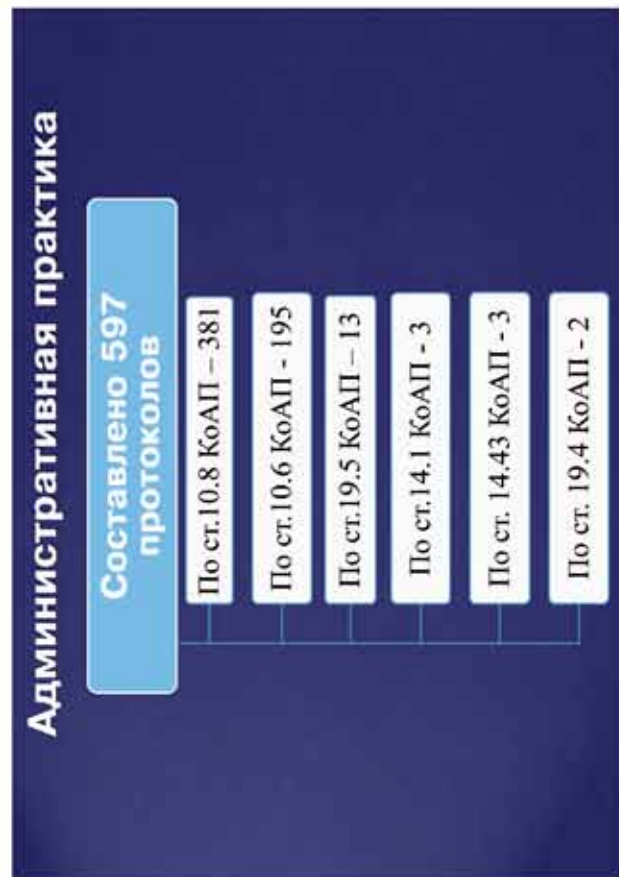 Административная практика
Составлено 597
протоколов
По ст.10.8 КоАП – 381
По ст.10.6 КоАП - 195
По ст.19.5 КоАП – 13
По ст.14.1 КоАП - 3
По ст. 14.43 КоАП - 3
По ст. 19.4 КоАП - 2